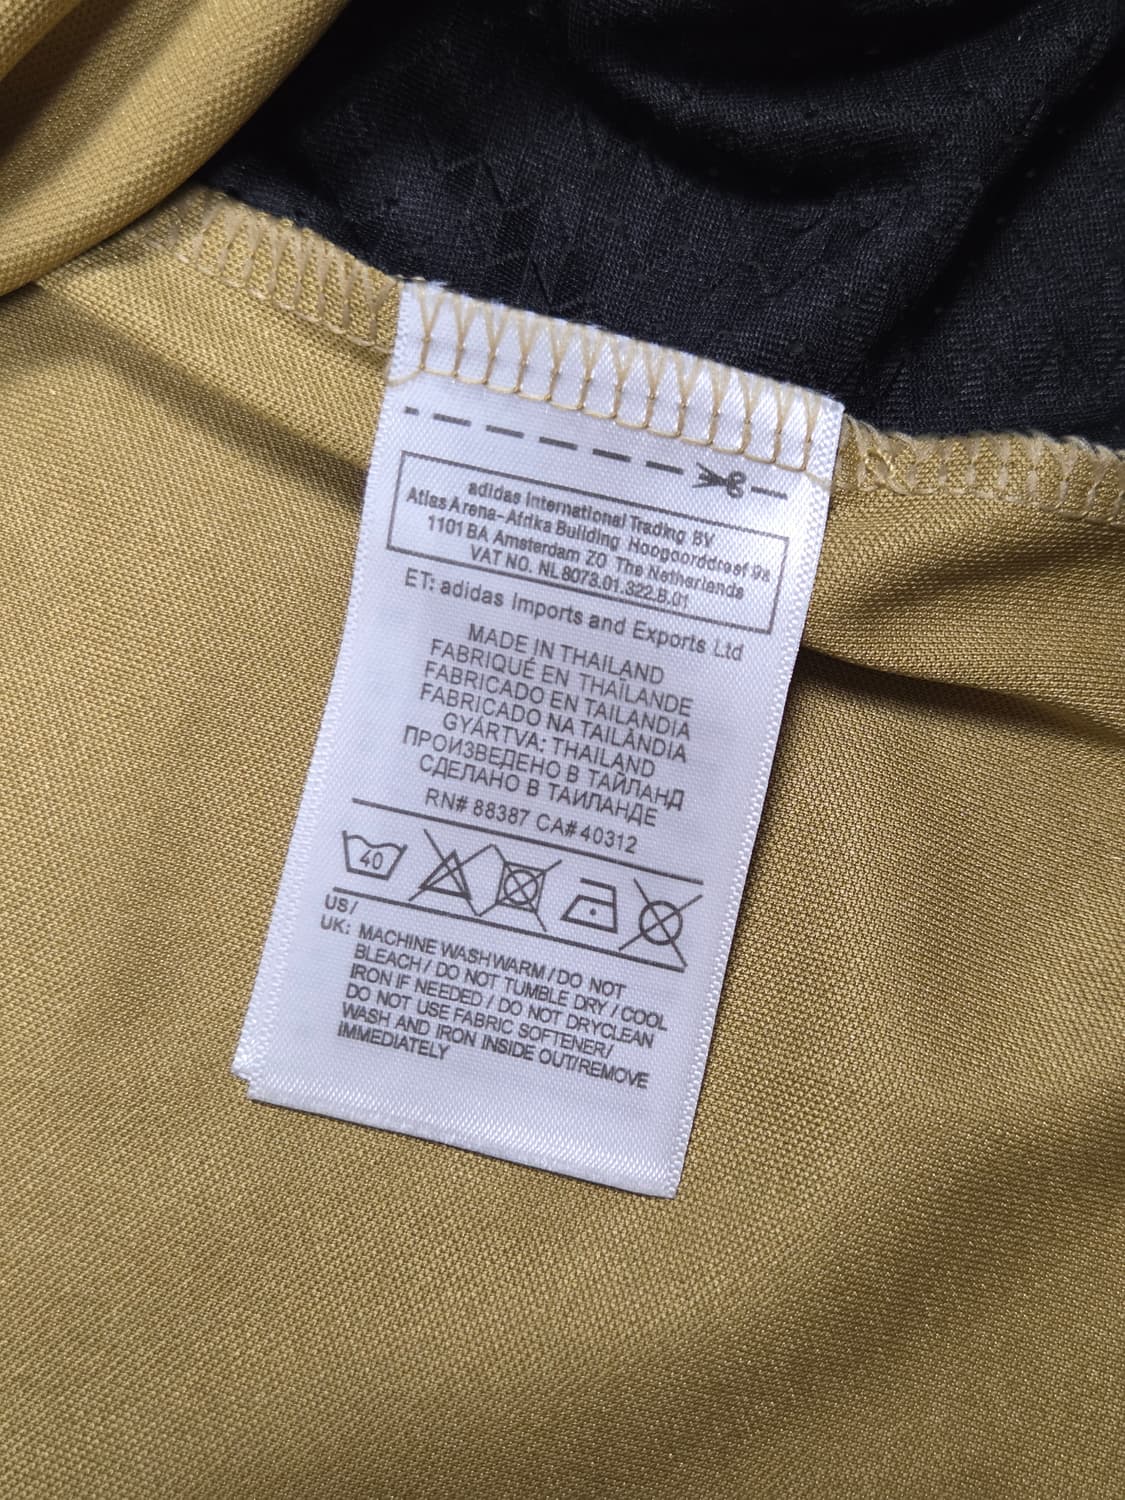 adidas International Trading BV
Atlas Arena-Afrika Building Hoogoorddreef 9a
1101 BA Amsterdam ZO The Netherlands
VAT NO. NL8073.01.322.B.01
ET: adidas Imports and Exports Ltd
MADE IN THAILAND
FABRIQUÉ EN THAÏLANDE
FABRICADO EN TAILANDIA
FABRICADO NA TAILÂNDIA
GYÁRTVA: THAILAND
ПРОИЗВЕДЕНО В ТАЙЛАНД
СДЕЛАНО В ТАИЛАНДЕ
RN# 88387 CA# 40312
40
US/
UK: MACHINE WASH WARM / DO NOT
BLEACH / DO NOT TUMBLE DRY / COOL
IRON IF NEEDED / DO NOT DRYCLEAN
DO NOT USE FABRIC SOFTENER/
WASH AND IRON INSIDE OUT/REMOVE
IMMEDIATELY